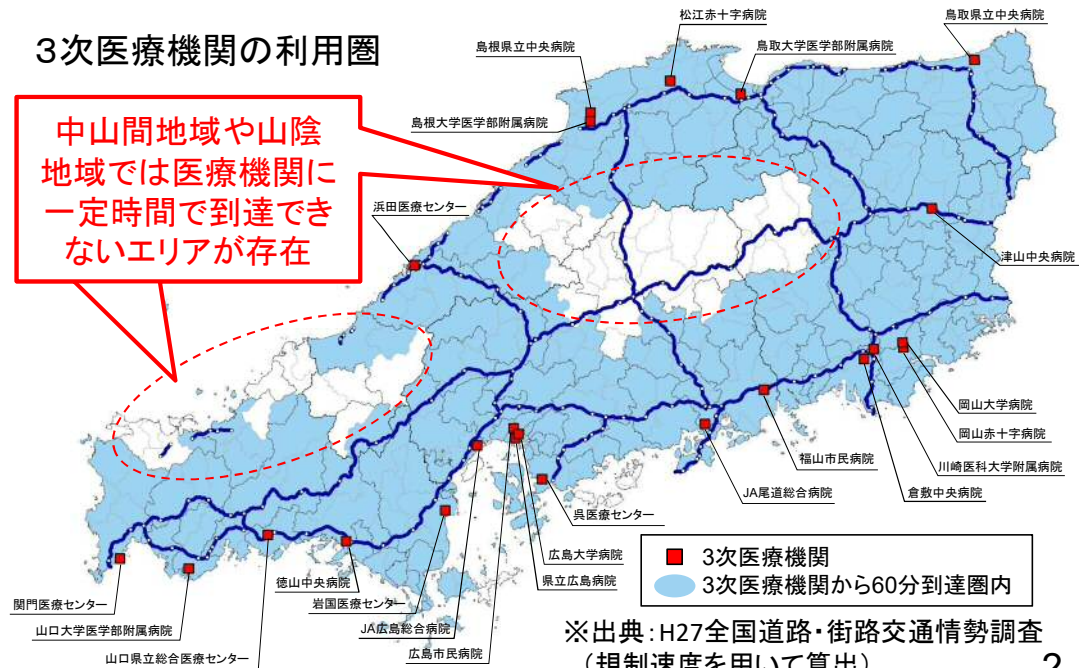 3次医療機関の利用圏
中山間地域や山陰
地域では医療機関に
一定時間で到達でき
ないエリアが存在
松江赤十字病院
鳥取県立中央病院
島根県立中央病院
鳥取大学医学部附属病院
島根大学医学部附属病院
浜田医療センター
津山中央病院
岡山大学病院
岡山赤十字病院
川崎医科大学附属病院
倉敷中央病院
福山市民病院
JA尾道総合病院
呉医療センター
広島大学病院
県立広島病院
広島市民病院
JA広島総合病院
岩国医療センター
徳山中央病院
関門医療センター
山口大学医学部附属病院
山口県立総合医療センター
3次医療機関
3次医療機関から60分到達圏内
※出典:H27全国道路・街路交通情勢調査
(規制速度を用いて算出)
2